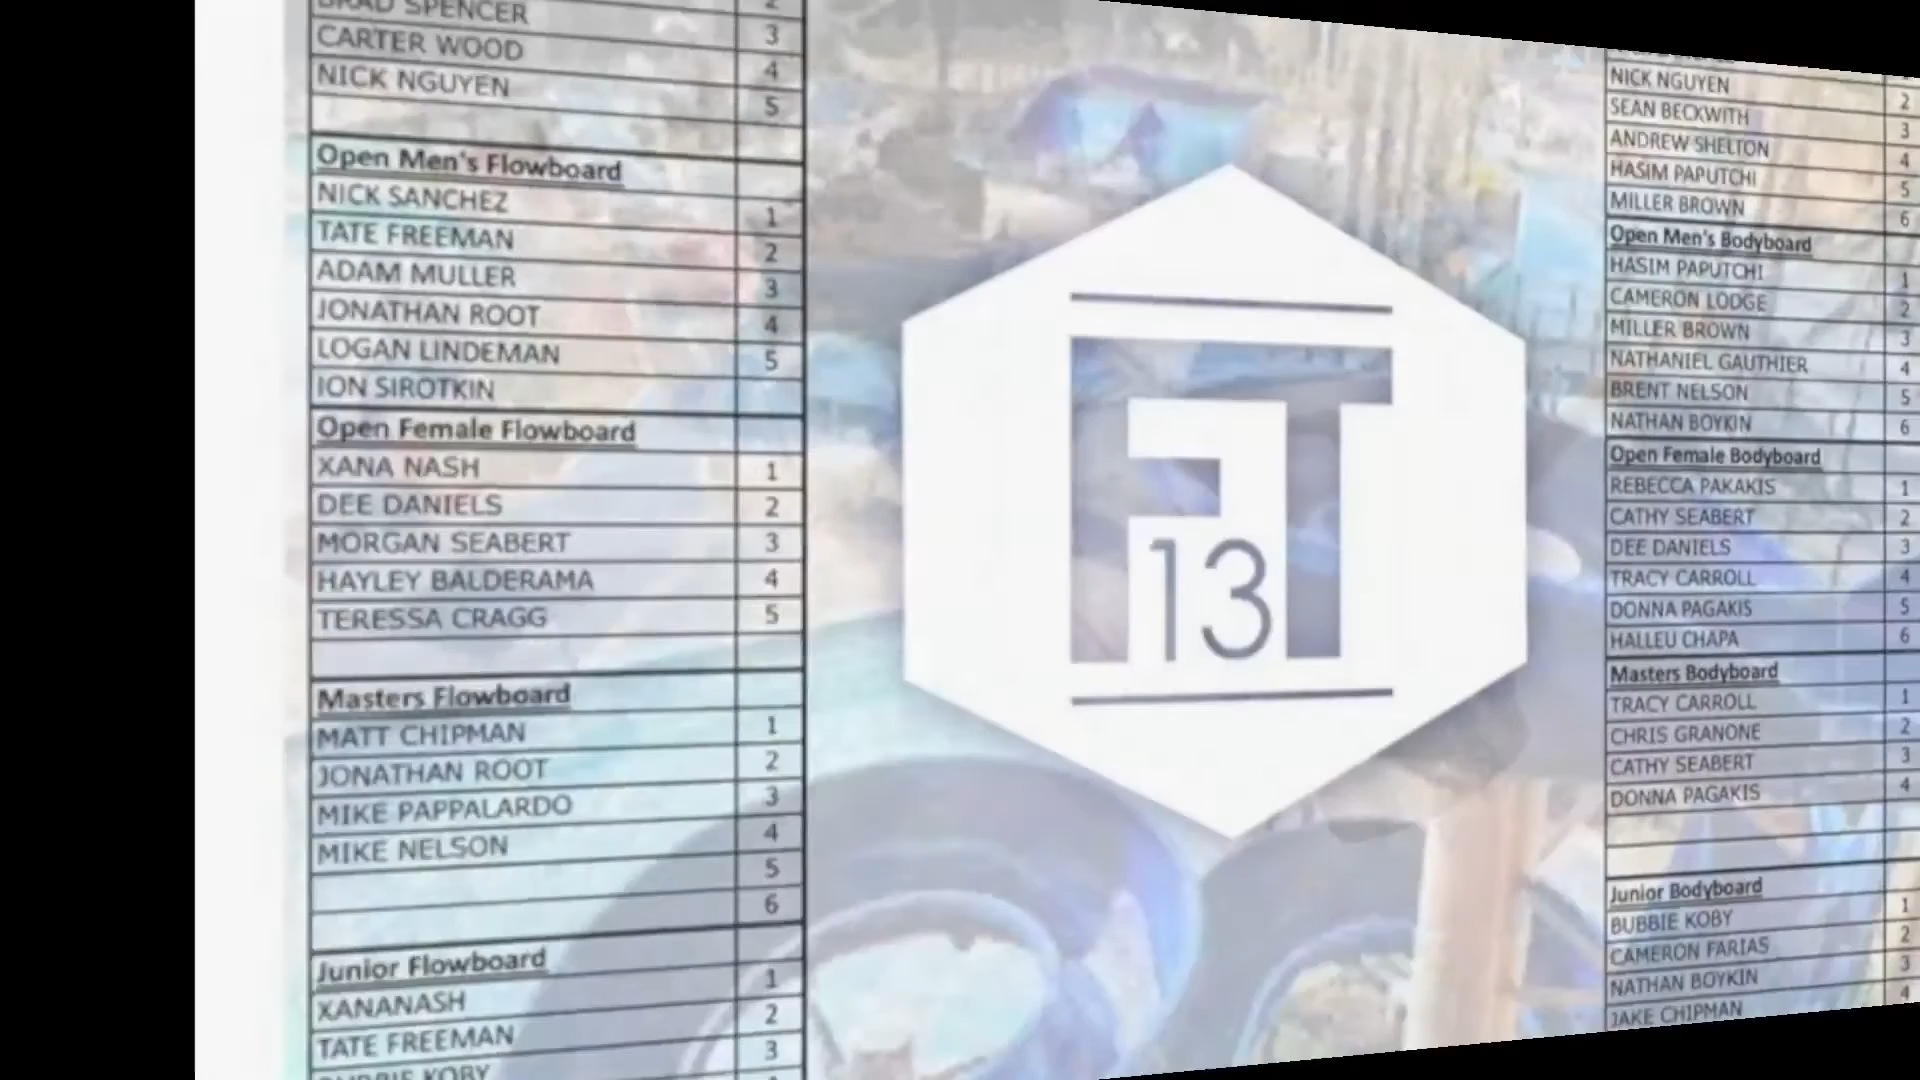 BRAD SPENCER 2
CARTER WOOD 3
NICK NGUYEN 4
5
Open Men's Flowboard
NICK SANCHEZ 1
TATE FREEMAN 2
ADAM MULLER 3
JONATHAN ROOT 4
LOGAN LINDEMAN 5
ION SIROTKIN
Open Female Flowboard
XANA NASH 1
DEE DANIELS 2
MORGAN SEABERT 3
HAYLEY BALDERAMA 4
TERESSA CRAGG 5
Masters Flowboard
MATT CHIPMAN 1
JONATHAN ROOT 2
MIKE PAPPALARDO 3
MIKE NELSON 4
5
6
Junior Flowboard
XANANASH 1
TATE FREEMAN 2
BUBBIE KOBY 3
FT
13
NICK NGUYEN 2
SEAN BECKWITH 3
ANDREW SHELTON 4
HASIM PAPUTCHI 5
MILLER BROWN 6
Open Men's Bodyboard
HASIM PAPUTCHI 1
CAMERON LODGE 2
MILLER BROWN 3
NATHANIEL GAUTHIER 4
BRENT NELSON 5
NATHAN BOYKIN 6
Open Female Bodyboard
REBECCA PAKAKIS 1
CATHY SEABERT 2
DEE DANIELS 3
TRACY CARROLL 4
DONNA PAGAKIS 5
HALLEU CHAPA 6
Masters Bodyboard
TRACY CARROLL 1
CHRIS GRANONE 2
CATHY SEABERT 3
DONNA PAGAKIS 4
Junior Bodyboard
BUBBIE KOBY 1
CAMERON FARIAS 2
NATHAN BOYKIN 3
JAKE CHIPMAN 4